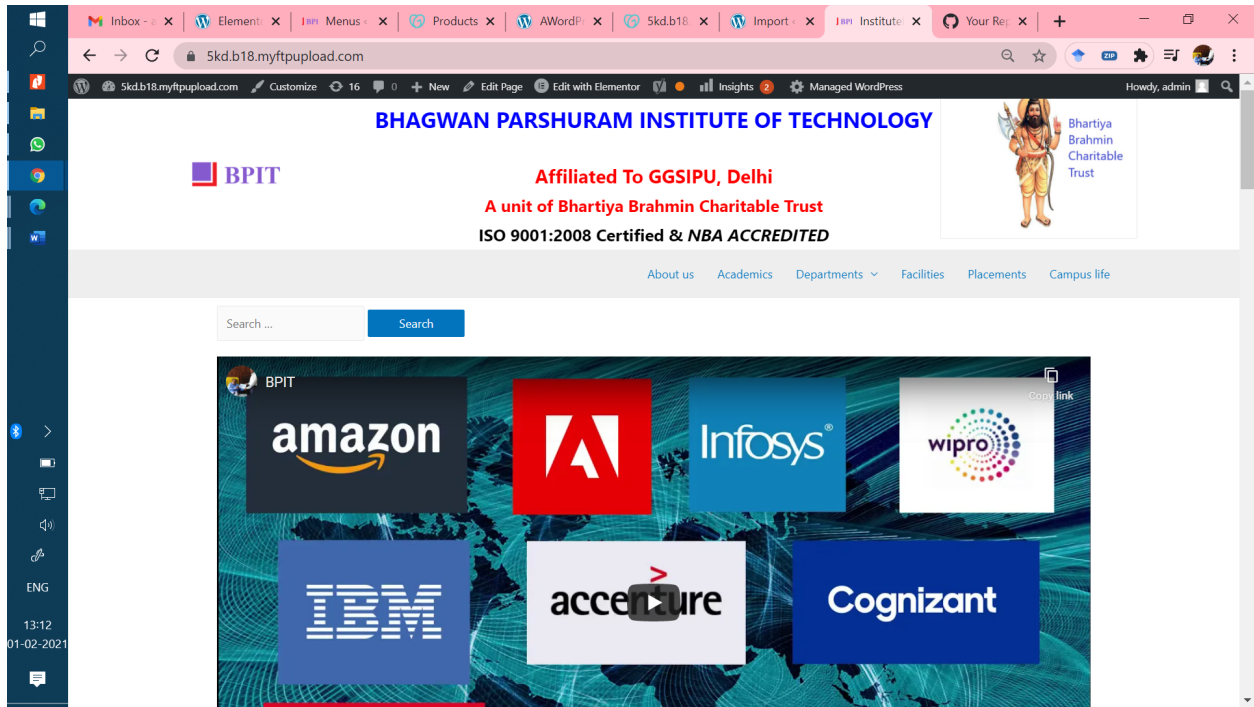 Inbox - a
Elemento
Menus <
Products
AWordPr
5kd.b18.
Import <
BPI Institute
Your Rep
5kd.b18.myftpupload.com
ZIP
5kd.b18.myftpupload.com Customize 16 0 New Edit Page Edit with Elementor Insights 2 Managed WordPress Howdy, admin
BHAGWAN PARSHURAM INSTITUTE OF TECHNOLOGY
BPIT
Affiliated To GGSIPU, Delhi
A unit of Bhartiya Brahmin Charitable Trust
ISO 9001:2008 Certified & NBA ACCREDITED
Bhartiya
Brahmin
Charitable
Trust
About us Academics Departments Facilities Placements Campus life
Search ... Search
BPIT
Copy link
amazon
Infosys®
wipro
IBM
accenture
Cognizant
ENG
13:12
01-02-2021